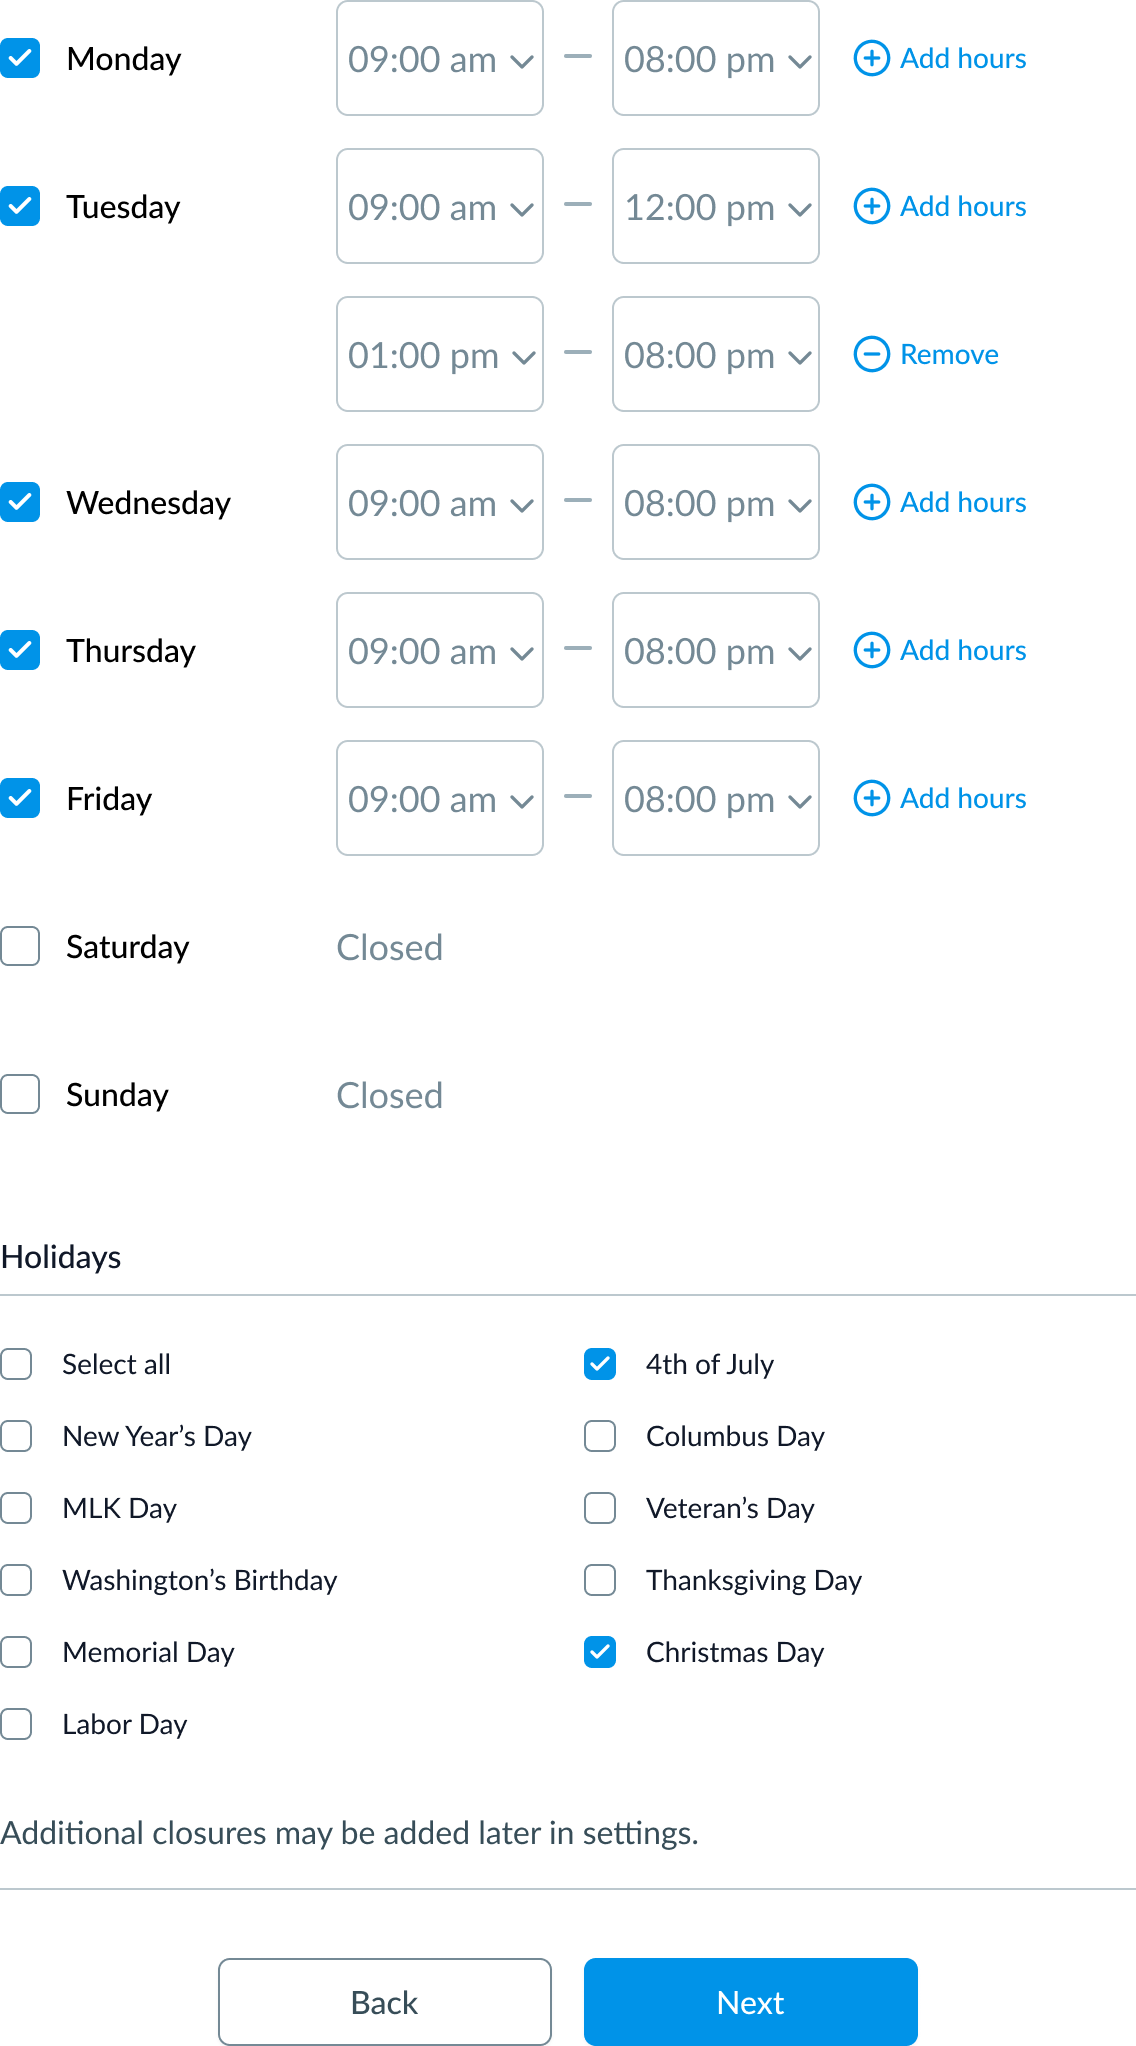 Monday 09:00 am – 08:00 pm Add hours
Tuesday 09:00 am – 12:00 pm Add hours
01:00 pm – 08:00 pm Remove
Wednesday 09:00 am – 08:00 pm Add hours
Thursday 09:00 am – 08:00 pm Add hours
Friday 09:00 am – 08:00 pm Add hours
Saturday Closed
Sunday Closed
Holidays
Select all
New Year’s Day
MLK Day
Washington’s Birthday
Memorial Day
Labor Day
4th of July
Columbus Day
Veteran’s Day
Thanksgiving Day
Christmas Day
Additional closures may be added later in settings.
Back
Next